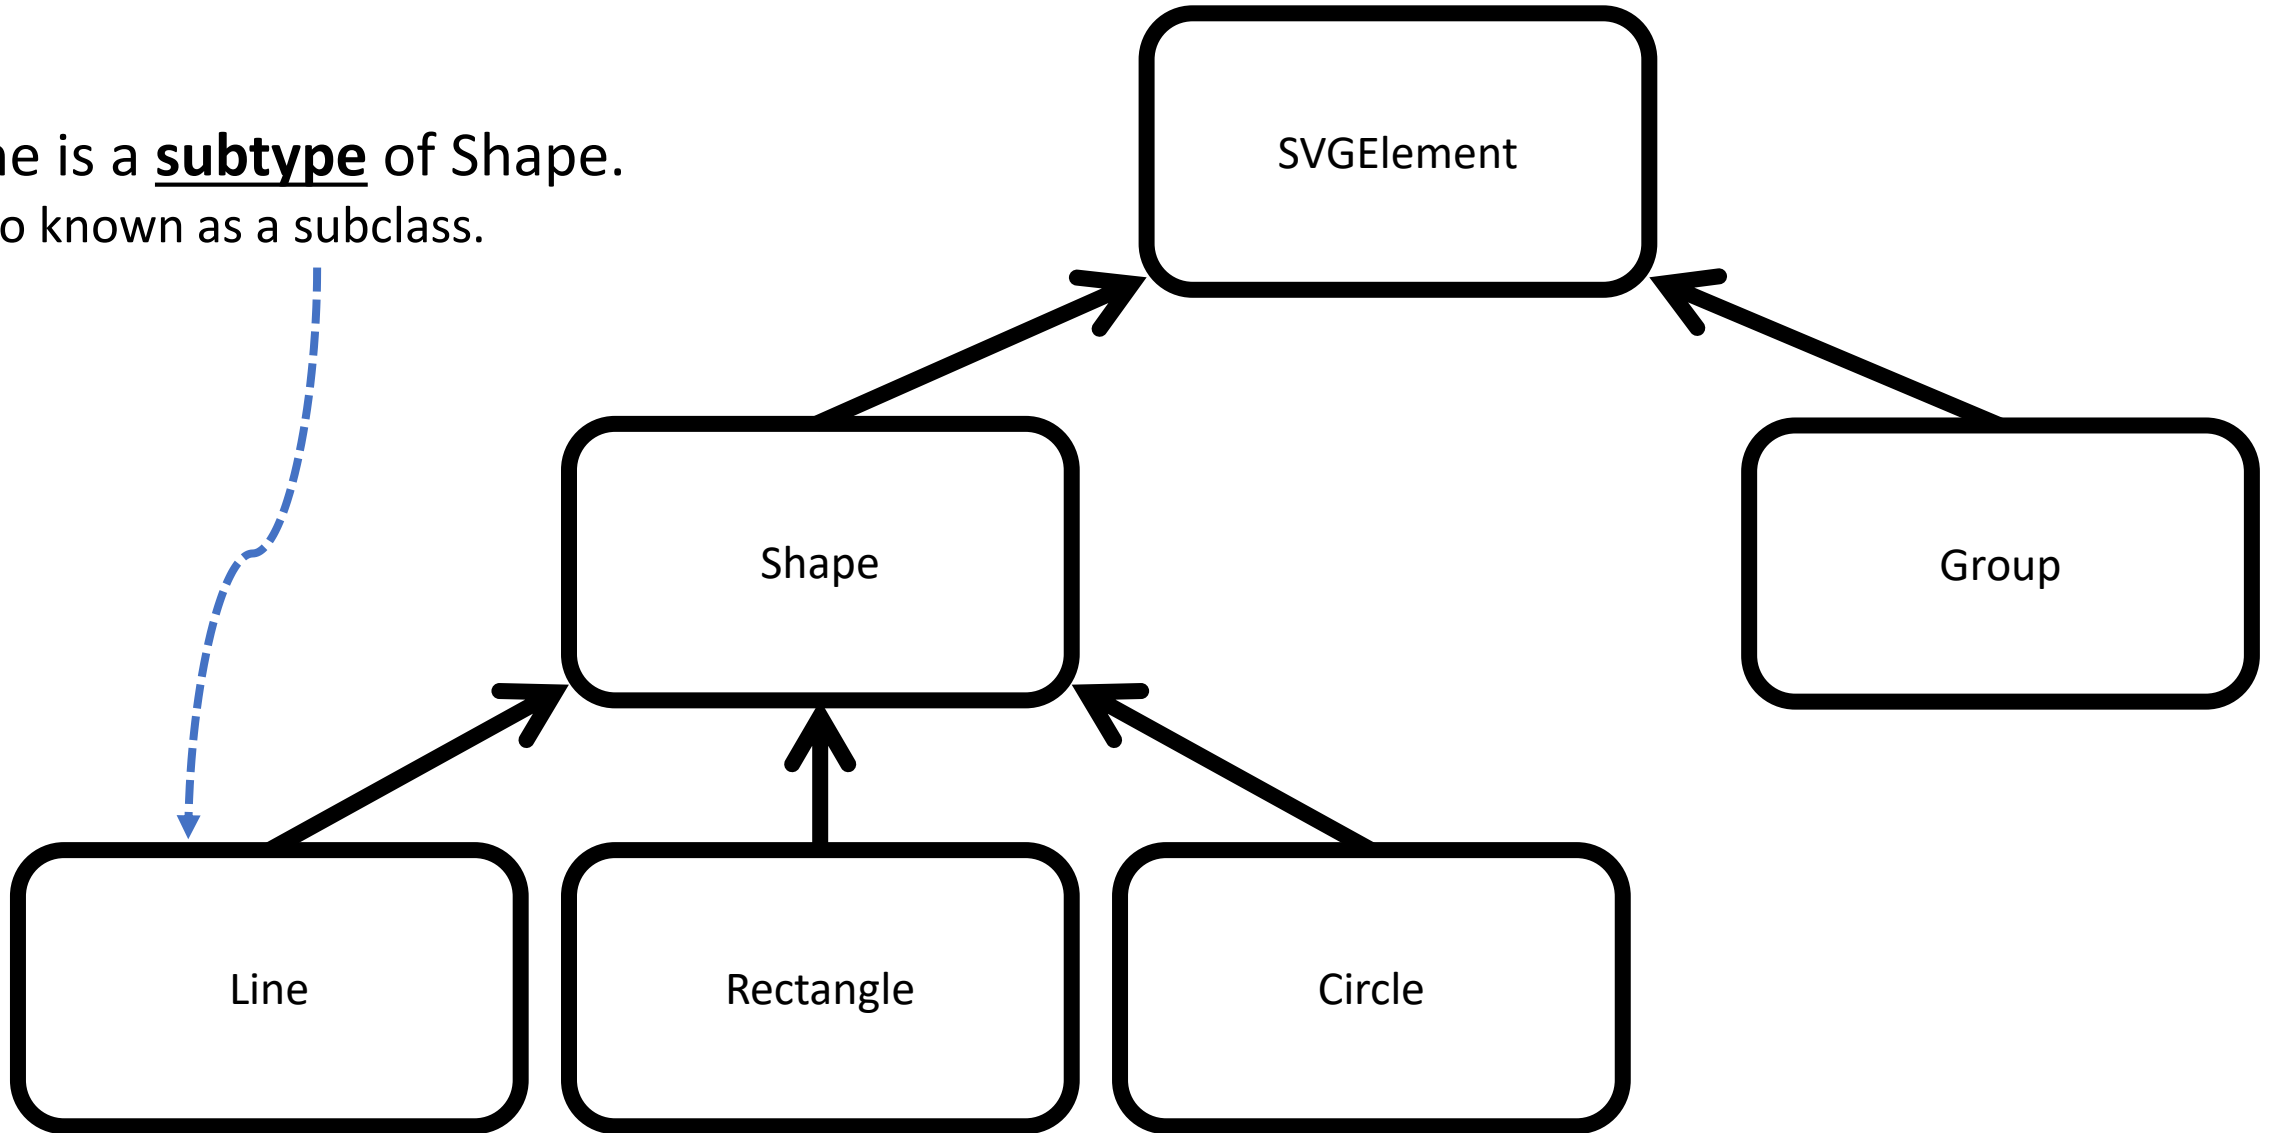 ne is a subtype of Shape.
o known as a subclass.
SVGElement
Shape
Group
Line
Rectangle
Circle